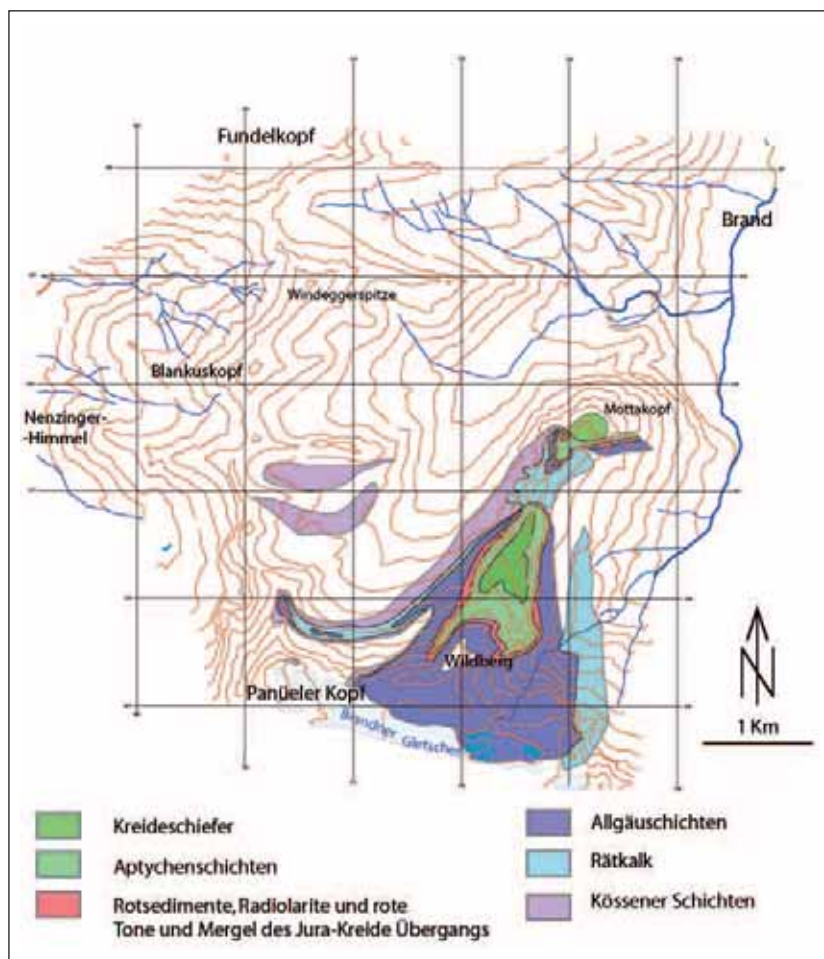 Fundelkopf
Brand
Windeggerspitze
Blankuskopf
Nenzinger-
-Himmel
Mottakopf
Wildberg
Panüeler Kopf
Brandner Gletscher
1 Km
Kreideschiefer
Aptychenschichten
Rotsedimente, Radiolarite und rote
Tone und Mergel des Jura-Kreide Übergangs
Allgäuschichten
Rätkalk
Kössener Schichten